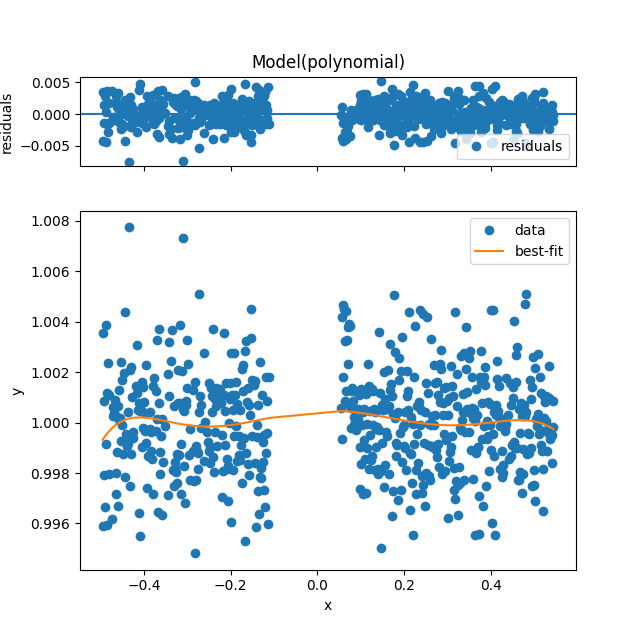 Model(polynomial)
0.005
0.000
−0.005
residuals
residuals
1.008
1.006
1.004
1.002
1.000
0.998
0.996
y
data
best-fit
−0.4 −0.2 0.0 0.2 0.4
x